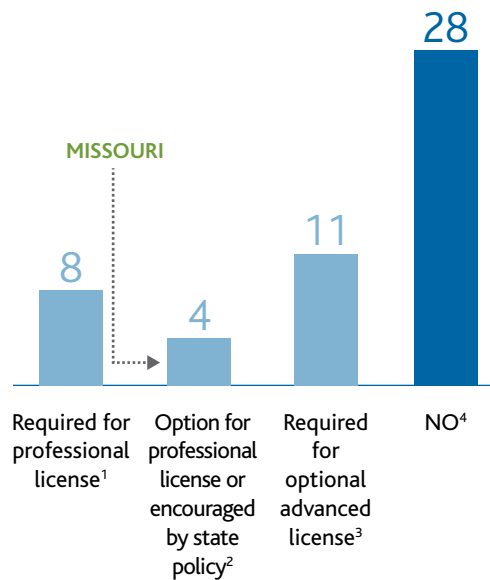 28
MISSOURI
11
8
4
Required for
professional
license¹
Option for
professional
license or
encouraged
by state
policy²
Required
for
optional
advanced
license³
NO⁴